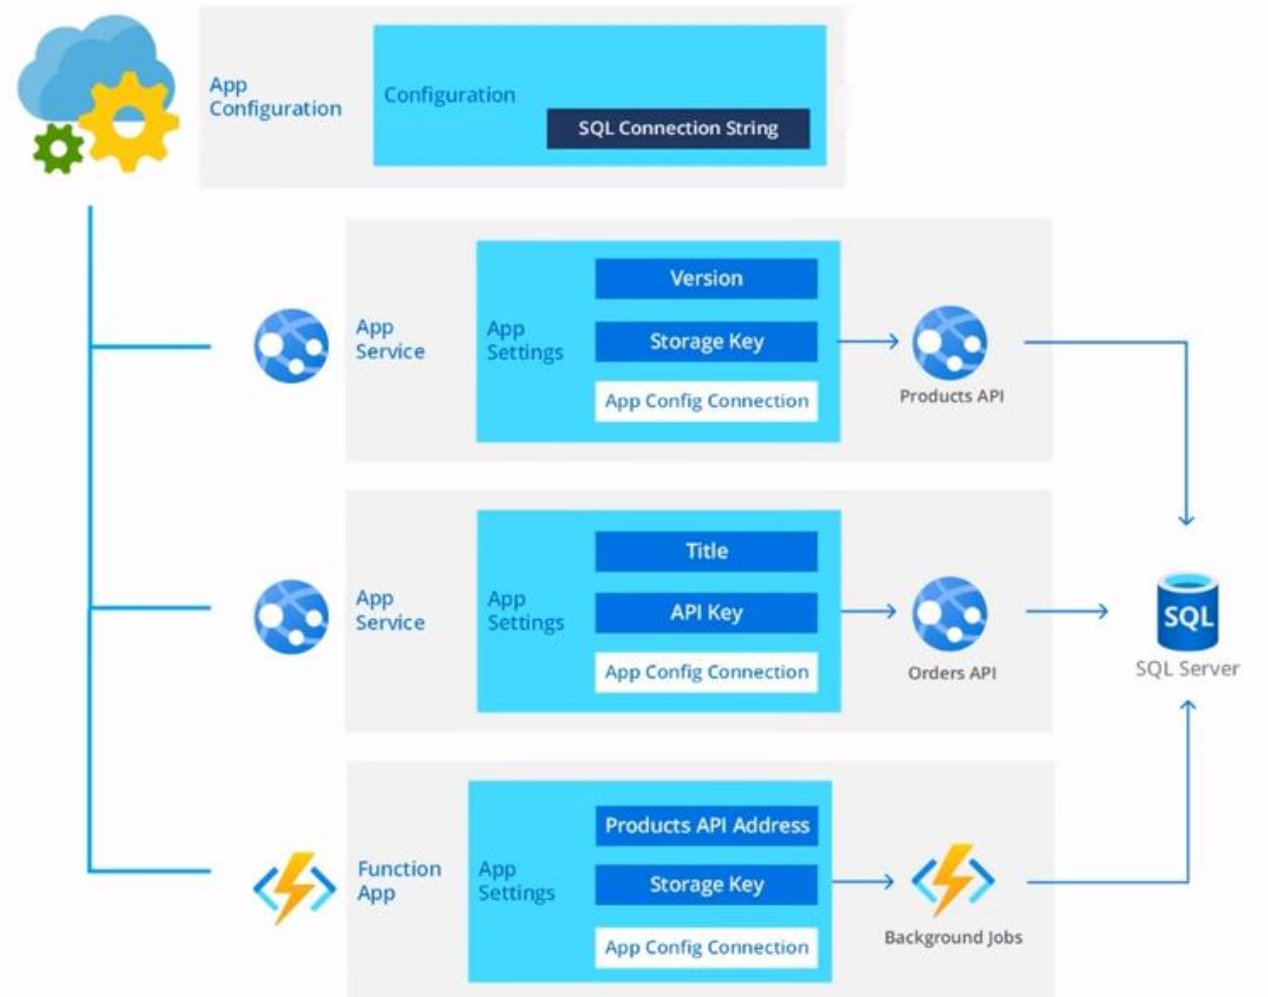 App
Configuration
Configuration
SQL Connection String
App
Service
App
Settings
Version
Storage Key
App Config Connection
Products API
App
Service
App
Settings
Title
API Key
App Config Connection
Orders API
SQL
SQL Server
Function
App
App
Settings
Products API Address
Storage Key
App Config Connection
Background Jobs